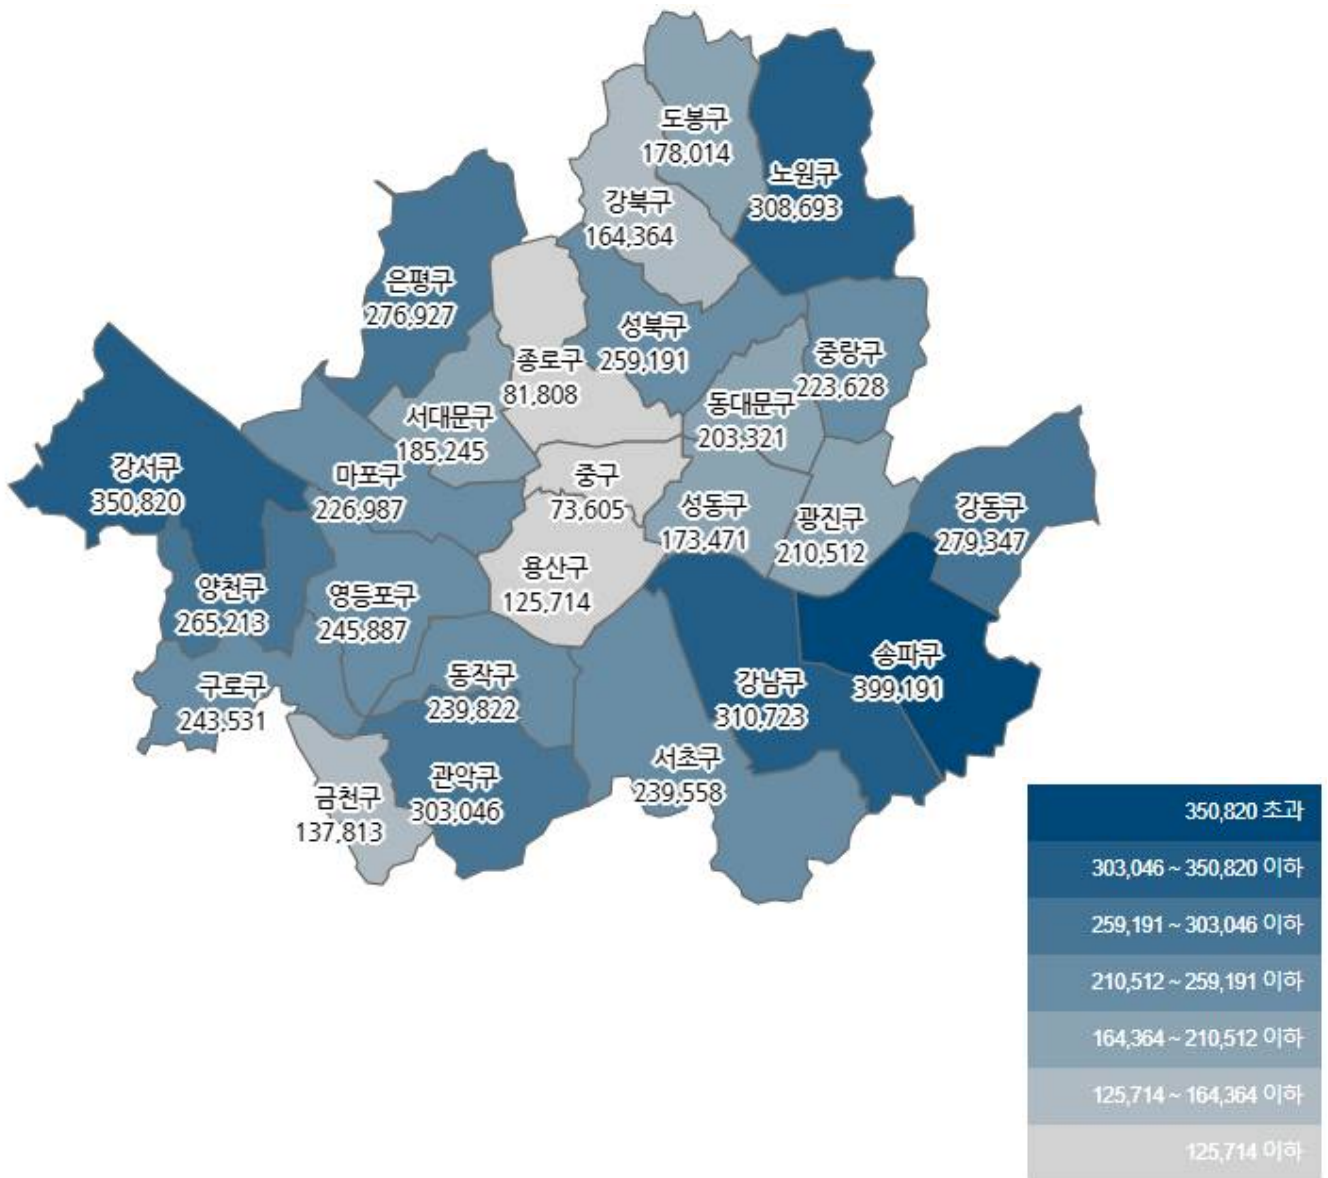 도봉구
178,014
노원구
308,693
강북구
164,364
은평구
276,927
성북구
259,191
중랑구
223,628
종로구
81,808
동대문구
203,321
서대문구
185,245
강서구
350,820
마포구
226,987
중구
73,605
성동구
173,471
광진구
210,512
강동구
279,347
양천구
265,213
영등포구
245,887
용산구
125,714
구로구
243,531
동작구
239,822
강남구
310,723
송파구
399,191
금천구
137,813
관악구
303,046
서초구
239,558
350,820 초과
303,046 ~ 350,820 이하
259,191 ~ 303,046 이하
210,512 ~ 259,191 이하
164,364 ~ 210,512 이하
125,714 ~ 164,364 이하
125,714 이하